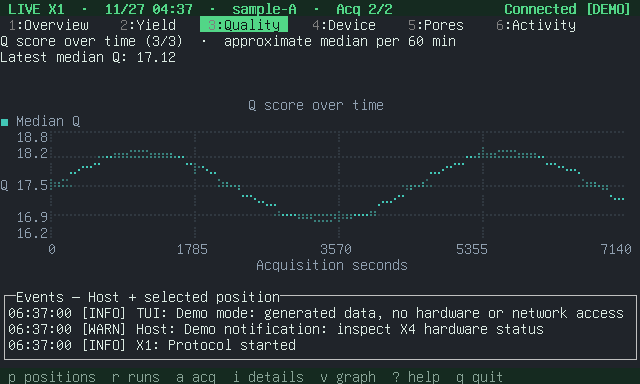 LIVE X1 · 11/27 04:37 · sample-A · Acq 2/2 Connected [DEMO]
1:Overview 2:Yield 3:Quality 4:Device 5:Pores 6:Activity
Q score over time (3/3) · approximate median per 60 min
Latest median Q: 17.12
Q score over time
Median Q
18.8
18.2
Q 17.5
16.9
16.2
0 1785 3570 5355 7140
Acquisition seconds
Events — Host + selected position
06:37:00 [INFO] TUI: Demo mode: generated data, no hardware or network access
06:37:00 [WARN] Host: Demo notification: inspect X4 hardware status
06:37:00 [INFO] X1: Protocol started
p positions r runs a acq i details v graph ? help q quit